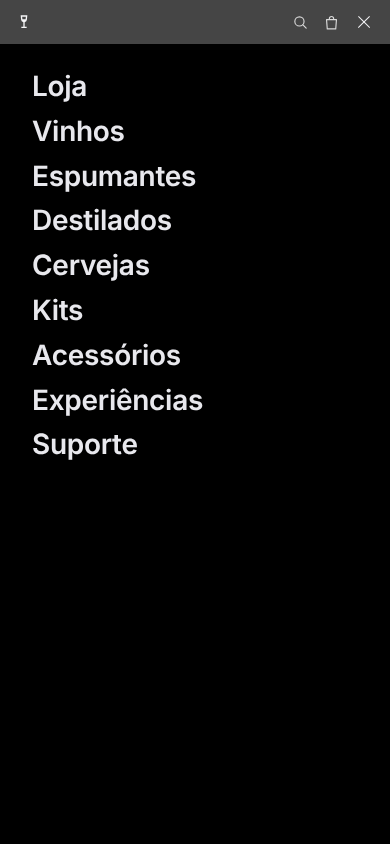 Loja
Vinhos
Espumantes
Destilados
Cervejas
Kits
Acessórios
Experiências
Suporte